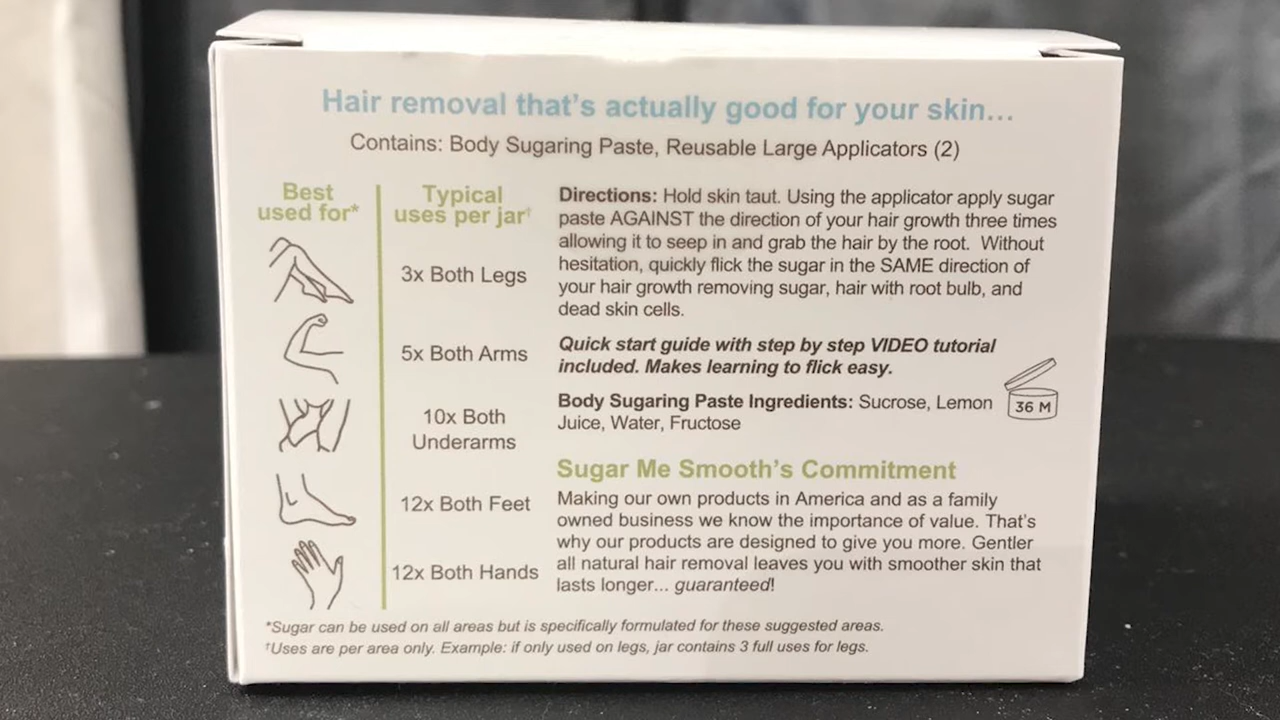 Hair removal that's actually good for your skin...
Contains: Body Sugaring Paste, Reusable Large Applicators (2)
Best
used for*
Typical
uses per jar†
3x Both Legs
5x Both Arms
10x Both
Underarms
12x Both Feet
12x Both Hands
Directions: Hold skin taut. Using the applicator apply sugar
paste AGAINST the direction of your hair growth three times
allowing it to seep in and grab the hair by the root. Without
hesitation, quickly flick the sugar in the SAME direction of
your hair growth removing sugar, hair with root bulb, and
dead skin cells.
Quick start guide with step by step VIDEO tutorial
included. Makes learning to flick easy.
Body Sugaring Paste Ingredients: Sucrose, Lemon
Juice, Water, Fructose
36 M
Sugar Me Smooth's Commitment
Making our own products in America and as a family
owned business we know the importance of value. That's
why our products are designed to give you more. Gentler
all natural hair removal leaves you with smoother skin that
lasts longer... guaranteed!
*Sugar can be used on all areas but is specifically formulated for these suggested areas.
†Uses are per area only. Example: if only used on legs, jar contains 3 full uses for legs.